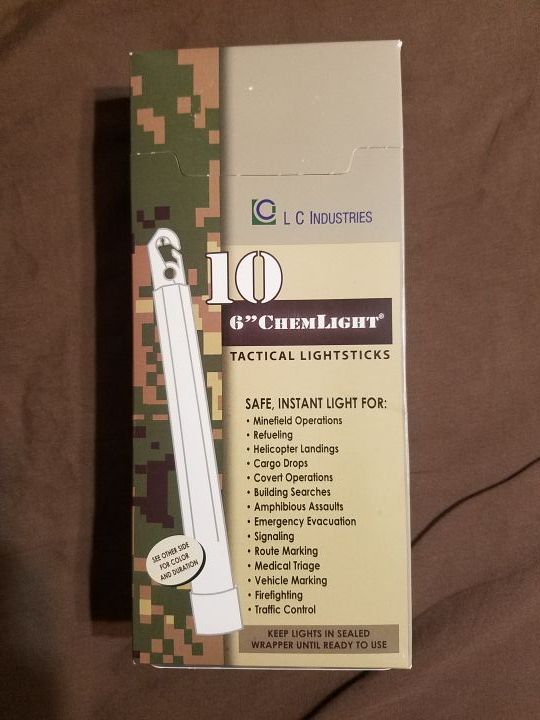 L C INDUSTRIES
10
6” CHEMLIGHT®
TACTICAL LIGHTSTICKS
SAFE, INSTANT LIGHT FOR:
• Minefield Operations
• Refueling
• Helicopter Landings
• Cargo Drops
• Covert Operations
• Building Searches
• Amphibious Assaults
• Emergency Evacuation
• Signaling
• Route Marking
• Medical Triage
• Vehicle Marking
• Firefighting
• Traffic Control
SEE OTHER SIDE
FOR COLOR
AND DURATION
KEEP LIGHTS IN SEALED
WRAPPER UNTIL READY TO USE